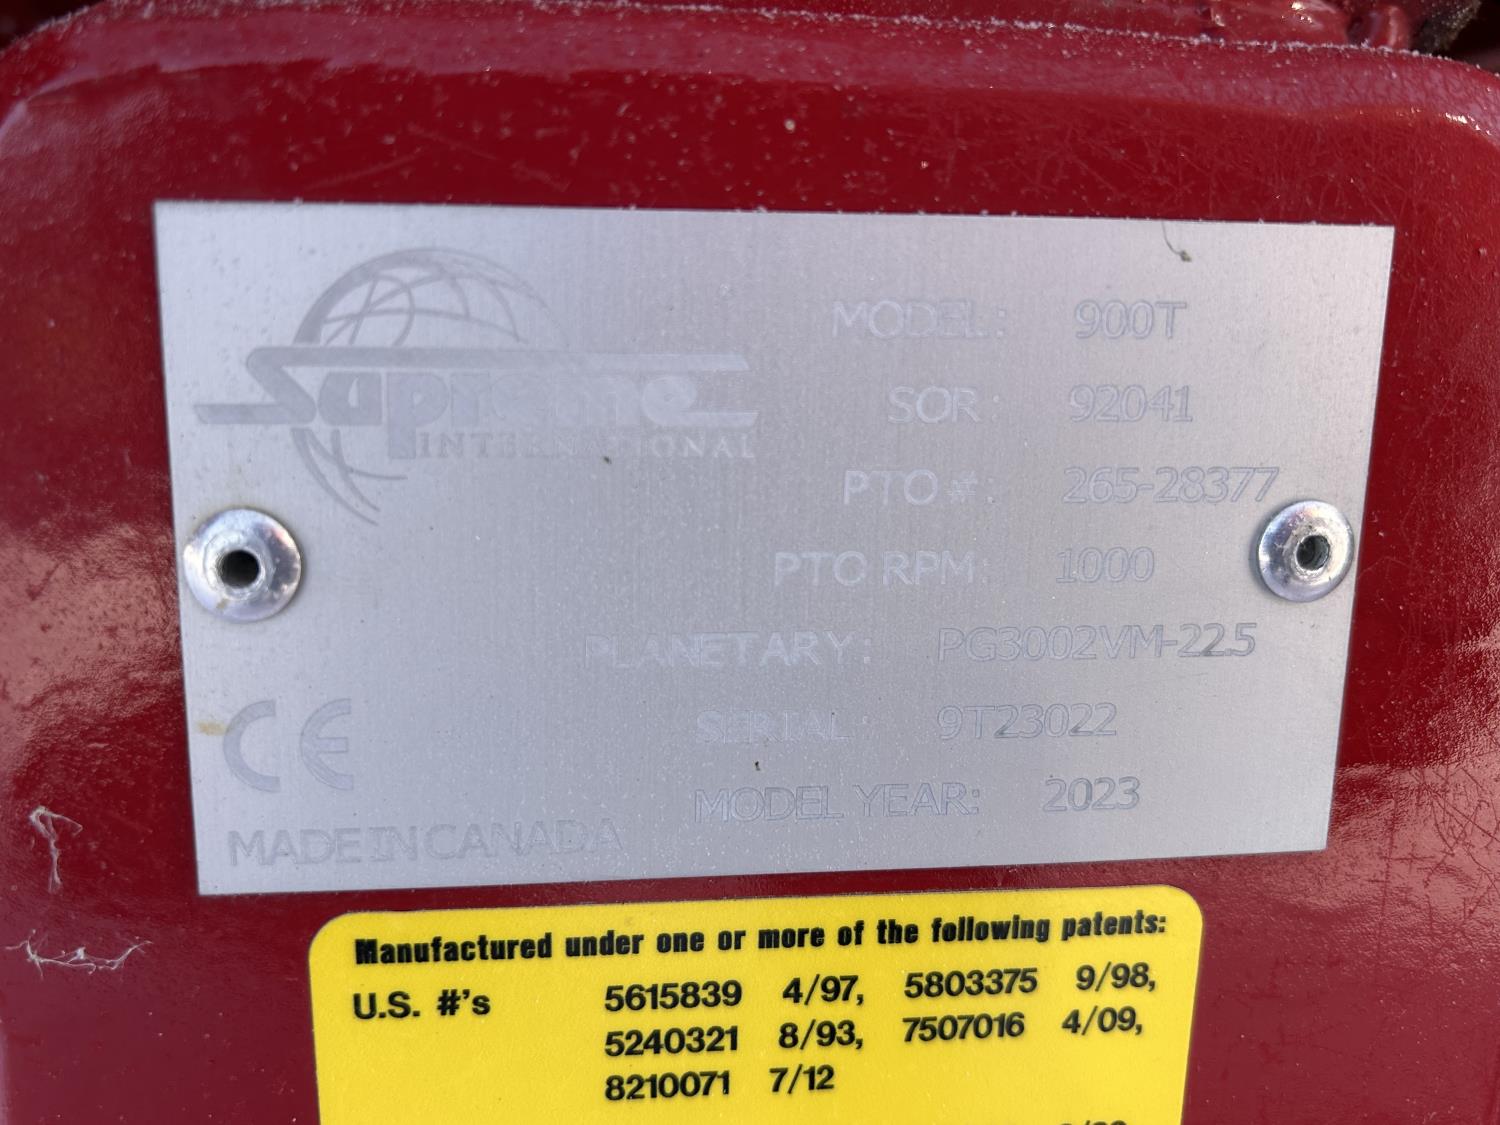 Supreme
INTERNATIONAL
MODEL: 900T
SOR: 92041
PTO #: 265-28377
PTO RPM: 1000
PLANETARY: PG3002VM-22.5
SERIAL: 9T23022
MODEL YEAR: 2023
CE
MADE IN CANADA
Manufactured under one or more of the following patents:
U.S. #'s 5615839 4/97, 5803375 9/98,
5240321 8/93, 7507016 4/09,
8210071 7/12